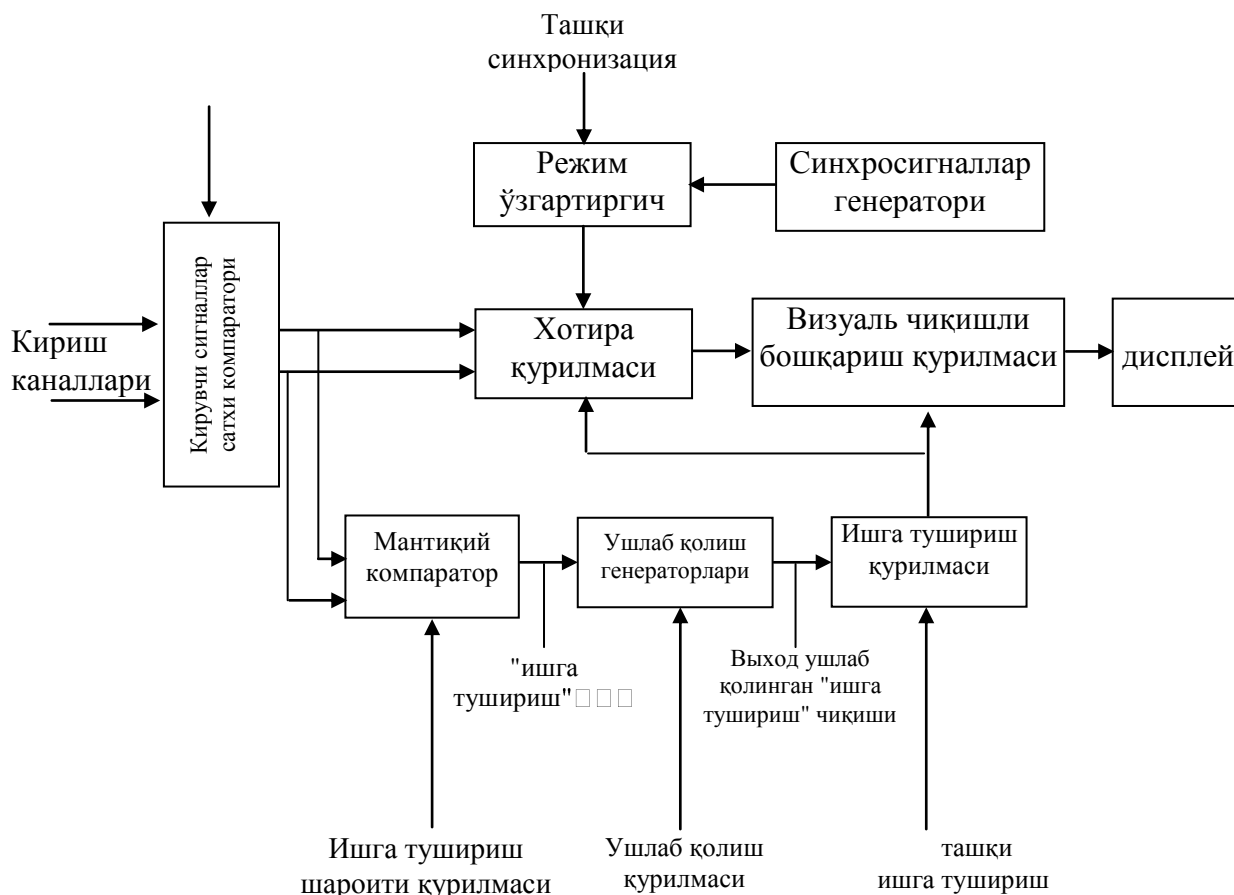 Ташқи
синхронизация
Режим
ўзгартиргич
Синхросигналлар
генератори
Кирувчи сигналлар
сатхи компаратори
Кириш
каналлари
Хотира
қурилмаси
Визуаль чиқишли
бошқариш қурилмаси
дисплей
Мантиқий
компаратор
Ушлаб қолиш
генераторлари
Ишга тушириш
қурилмаси
"ишга
тушириш"□□□
Выход ушлаб
қолинган "ишга
тушириш" чиқиши
Ишга тушириш
шароити қурилмаси
Ушлаб қолиш
қурилмаси
ташқи
ишга тушириш